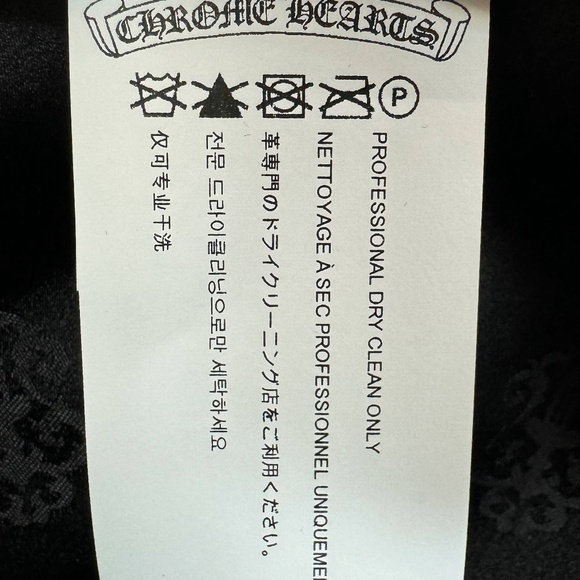 CHROME HEARTS
P
PROFESSIONAL DRY CLEAN ONLY
NETTOYAGE À SEC PROFESSIONNEL UNIQUEME
革専門のドライクリーニング店をご利用ください。
전문 드라이클리닝으로만 세탁하세요
仅可专业干洗